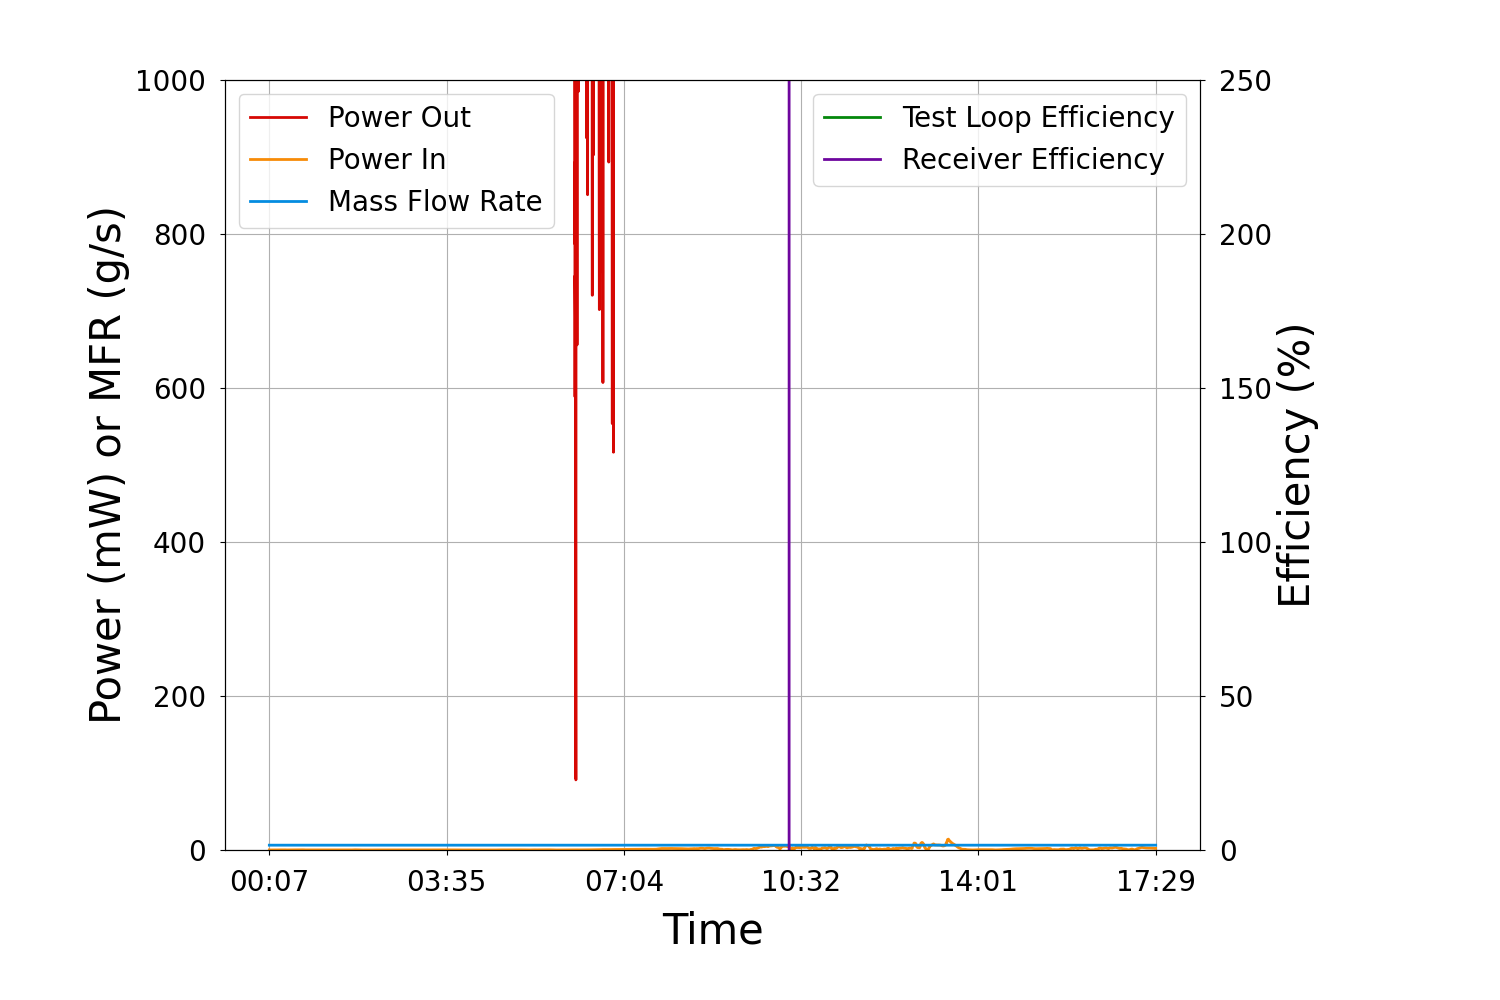 Power (mW) or MFR (g/s)
1000
800
600
400
200
0
Power Out
Power In
Mass Flow Rate
Test Loop Efficiency
Receiver Efficiency
250
200
150
100
50
0
Efficiency (%)
00:07 03:35 07:04 10:32 14:01 17:29
Time